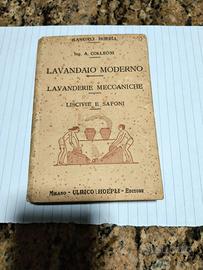 MANUALI HOEPLI
Ing. A. COLLEONI
LAVANDAIO MODERNO
LAVANDERIE MECCANICHE
LISCIVIE E SAPONI
MILANO - ULRICO HOEPLI - EDITORE